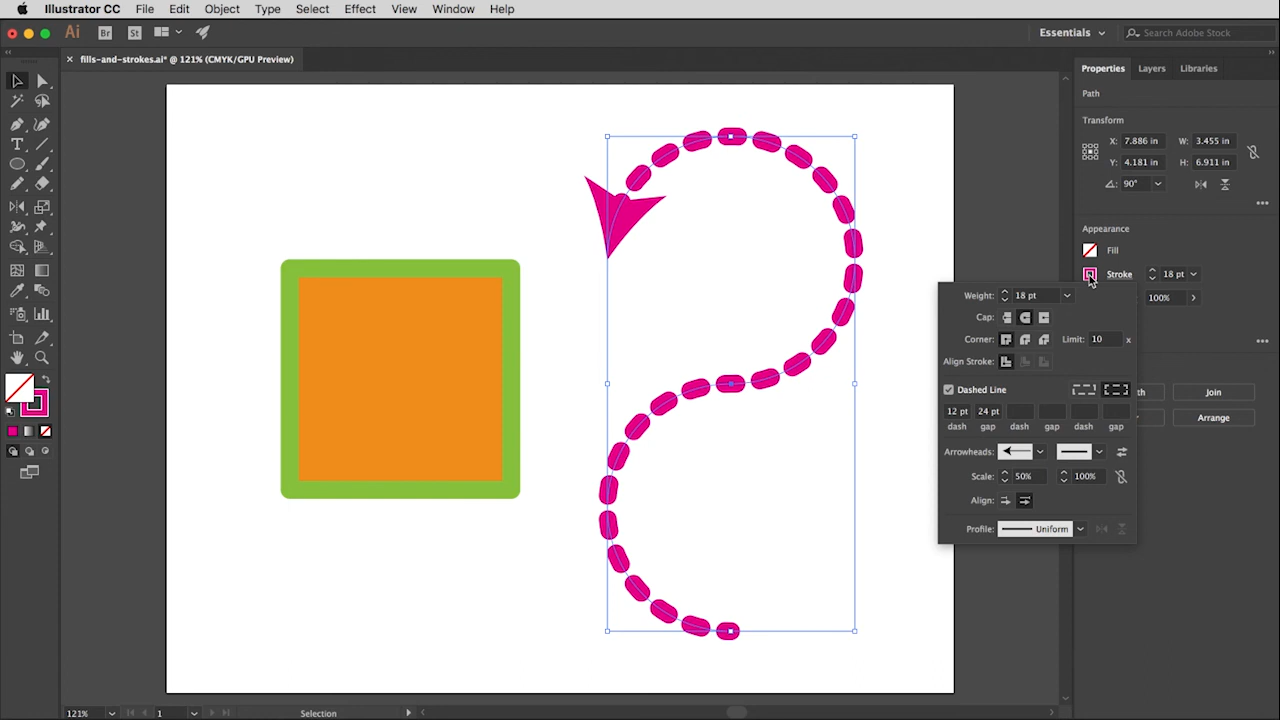 Illustrator CC File Edit Object Type Select Effect View Window Help
Ai Br St Essentials Search Adobe Stock
× fills-and-strokes.ai* @ 121% (CMYK/GPU Preview)
Properties Layers Libraries
Path
Transform
X: 7.886 in W: 3.455 in
Y: 4.181 in H: 6.911 in
90°
Appearance
Fill
Stroke 18 pt
100%
Weight: 18 pt
Cap:
Corner: Limit: 10 x
Align Stroke:
Dashed Line
12 pt 24 pt
dash gap dash gap dash gap
Arrowheads:
Scale: 50% 100%
Align:
Profile: Uniform
th Join
Arrange
121% 1 Selection